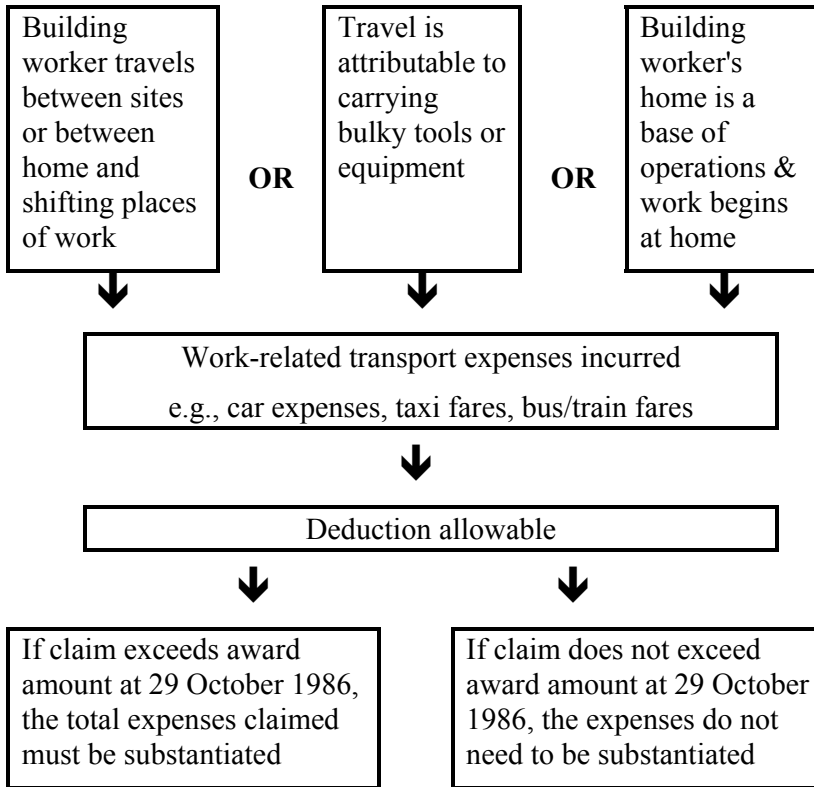 Building
worker travels
between sites
or between
home and
shifting places
of work
OR
Travel is
attributable to
carrying
bulky tools or
equipment
OR
Building
worker's
home is a
base of
operations &
work begins
at home
Work-related transport expenses incurred
e.g., car expenses, taxi fares, bus/train fares
Deduction allowable
If claim exceeds award
amount at 29 October 1986,
the total expenses claimed
must be substantiated
If claim does not exceed
award amount at 29 October
1986, the expenses do not
need to be substantiated